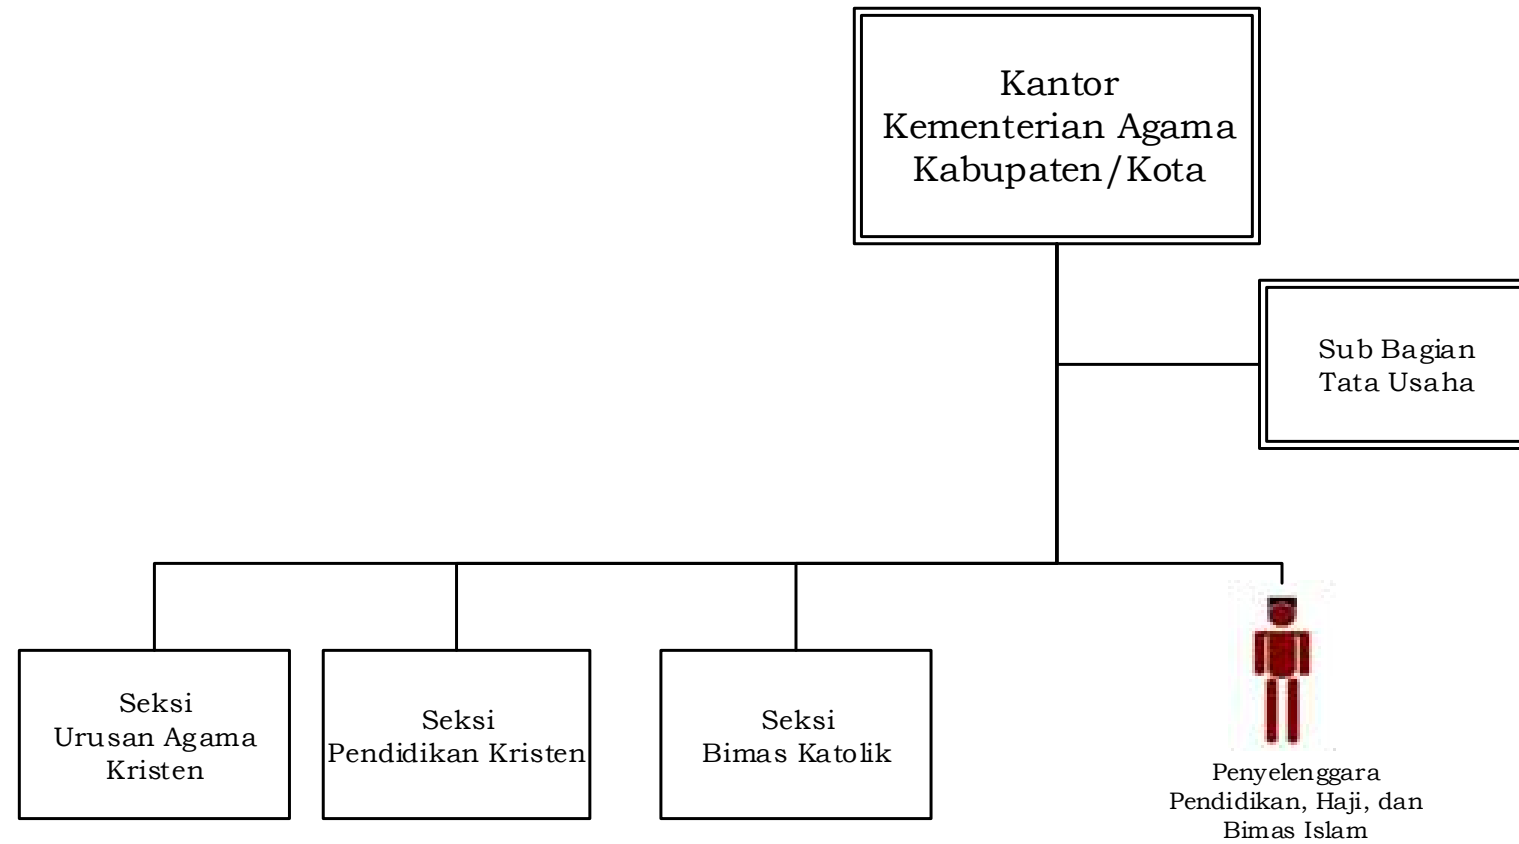 Kantor
Kementerian Agama
Kabupaten/Kota
Sub Bagian
Tata Usaha
Seksi
Urusan Agama
Kristen
Seksi
Pendidikan Kristen
Seksi
Bimas Katolik
Penyelenggara
Pendidikan, Haji, dan
Bimas Islam